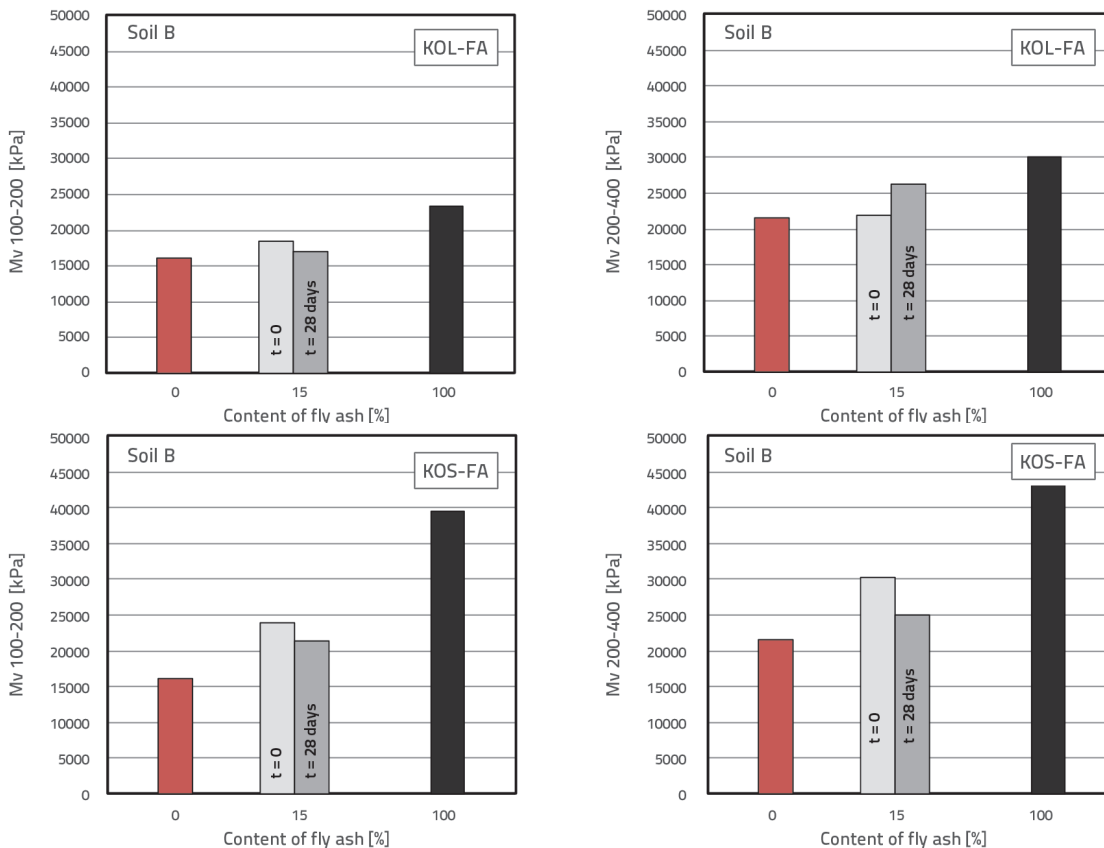 Soil B
KOL-FA
Mv 100-200 [kPa]
50000
45000
40000
35000
30000
25000
20000
15000
10000
5000
0
t = 0
t = 28 days
0 15 100
Content of fly ash [%]
Soil B
KOL-FA
Mv 200-400 [kPa]
50000
45000
40000
35000
30000
25000
20000
15000
10000
5000
0
t = 0
t = 28 days
0 15 100
Content of fly ash [%]
Soil B
KOS-FA
Mv 100-200 [kPa]
50000
45000
40000
35000
30000
25000
20000
15000
10000
5000
0
t = 0
t = 28 days
0 15 100
Content of fly ash [%]
Soil B
KOS-FA
Mv 200-400 [kPa]
50000
45000
40000
35000
30000
25000
20000
15000
10000
5000
0
t = 0
t = 28 days
0 15 100
Content of fly ash [%]